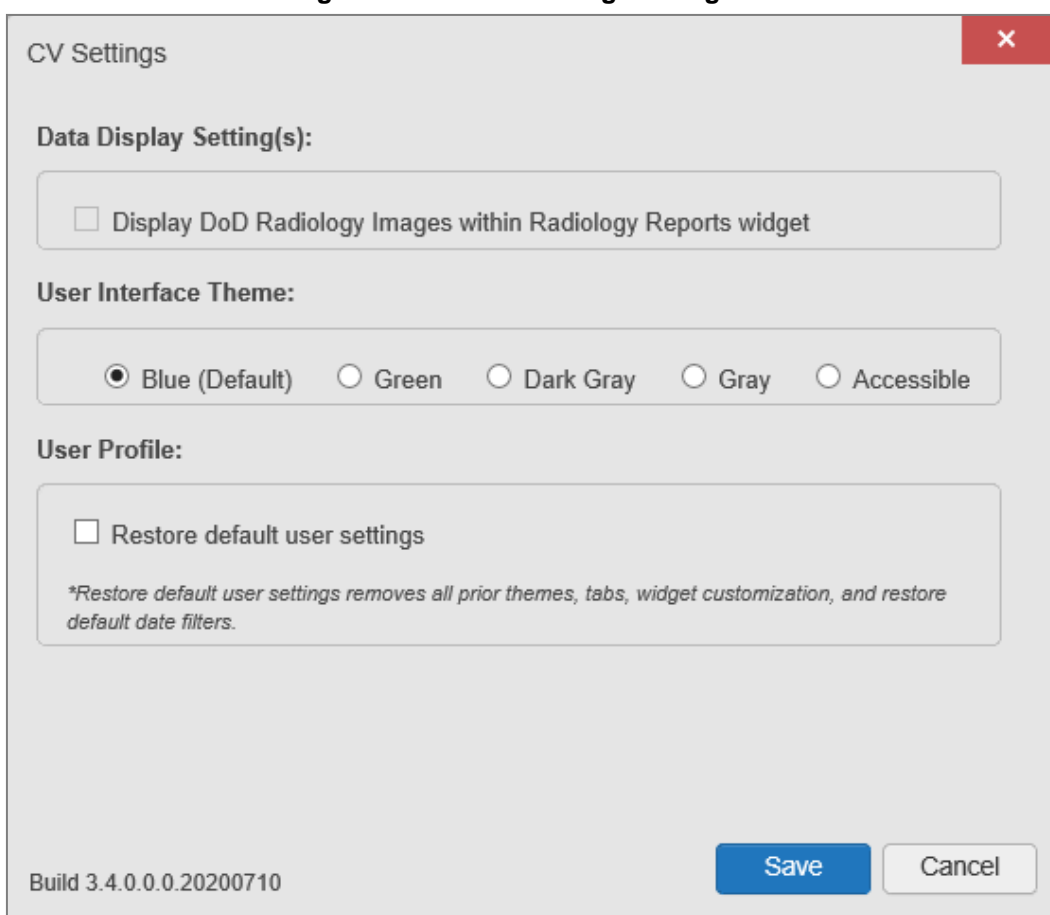 CV Settings
Data Display Setting(s):
Display DoD Radiology Images within Radiology Reports widget
User Interface Theme:
Blue (Default) Green Dark Gray Gray Accessible
User Profile:
Restore default user settings
*Restore default user settings removes all prior themes, tabs, widget customization, and restore
default date filters.
Save Cancel
Build 3.4.0.0.0.20200710